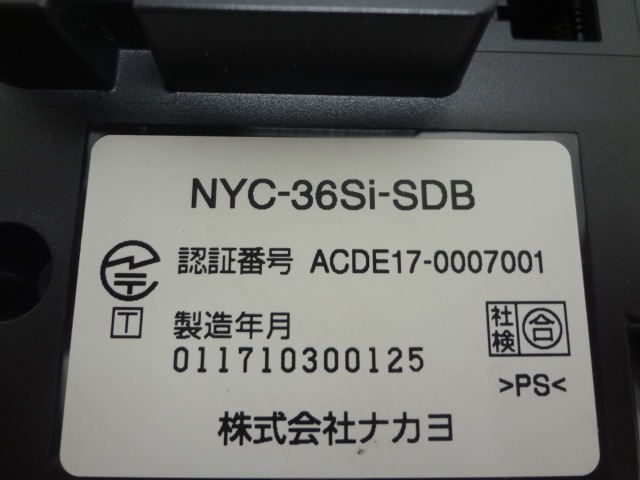 NYC-36Si-SDB
認証番号 ACDE17-0007001
T 製造年月
011710300125
社検 合
>PS<
株式会社ナカヨ